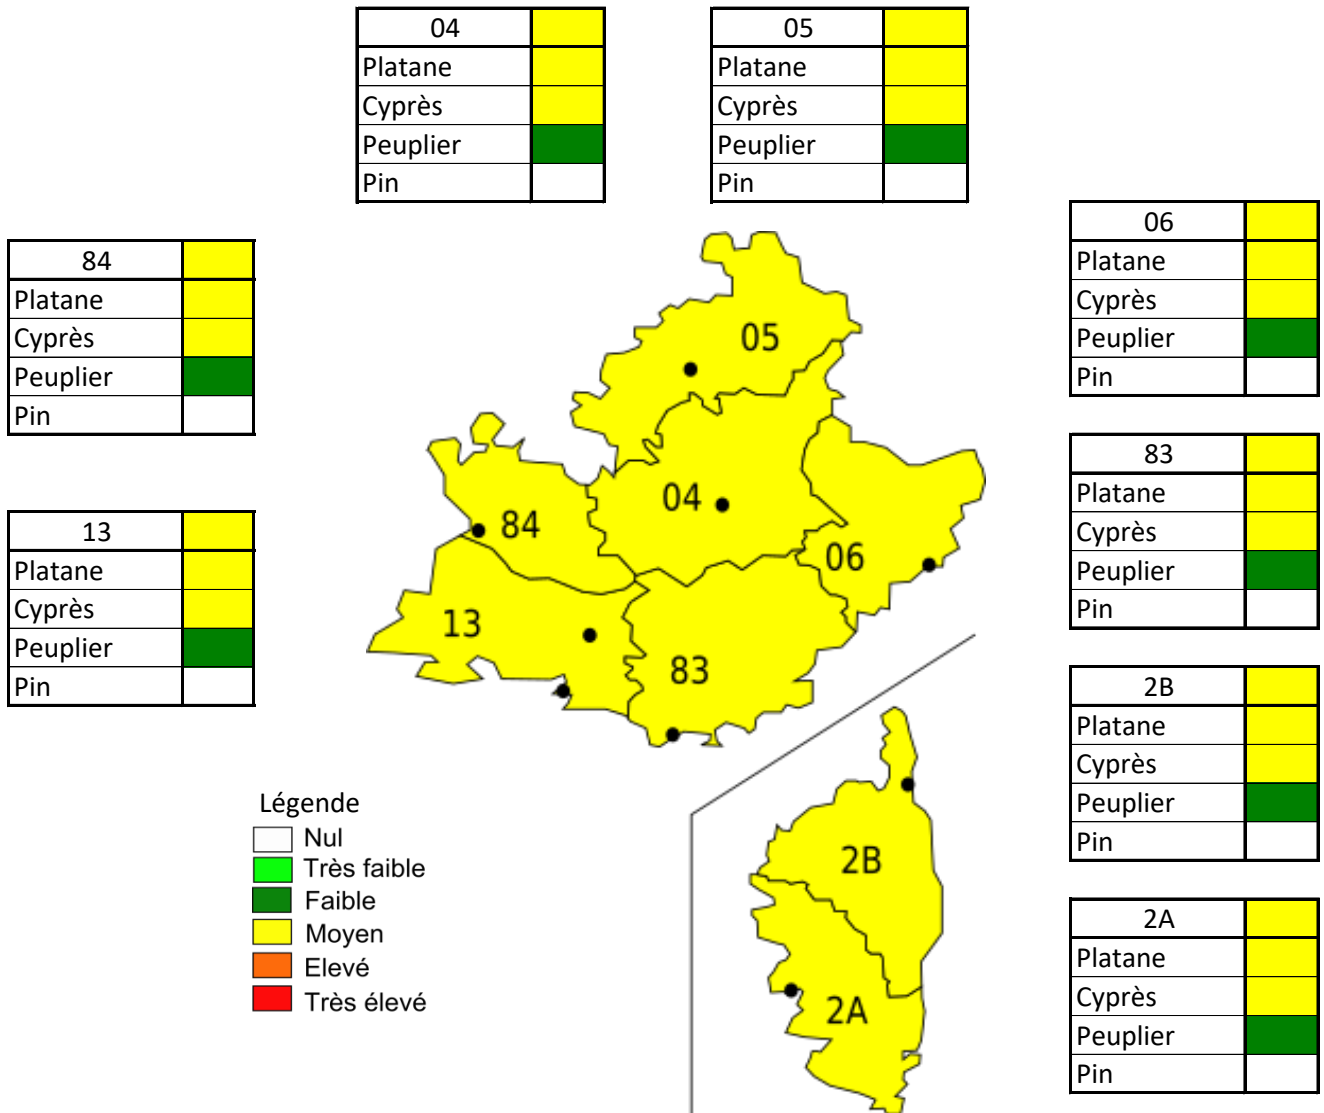 04
Platane
Cyprès
Peuplier
Pin
05
Platane
Cyprès
Peuplier
Pin
06
Platane
Cyprès
Peuplier
Pin
84
Platane
Cyprès
Peuplier
Pin
83
Platane
Cyprès
Peuplier
Pin
13
Platane
Cyprès
Peuplier
Pin
05
04
84
06
13
83
2B
Platane
Cyprès
Peuplier
Pin
Légende
Nul
Très faible
Faible
Moyen
Elevé
Très élevé
2B
2A
2A
Platane
Cyprès
Peuplier
Pin